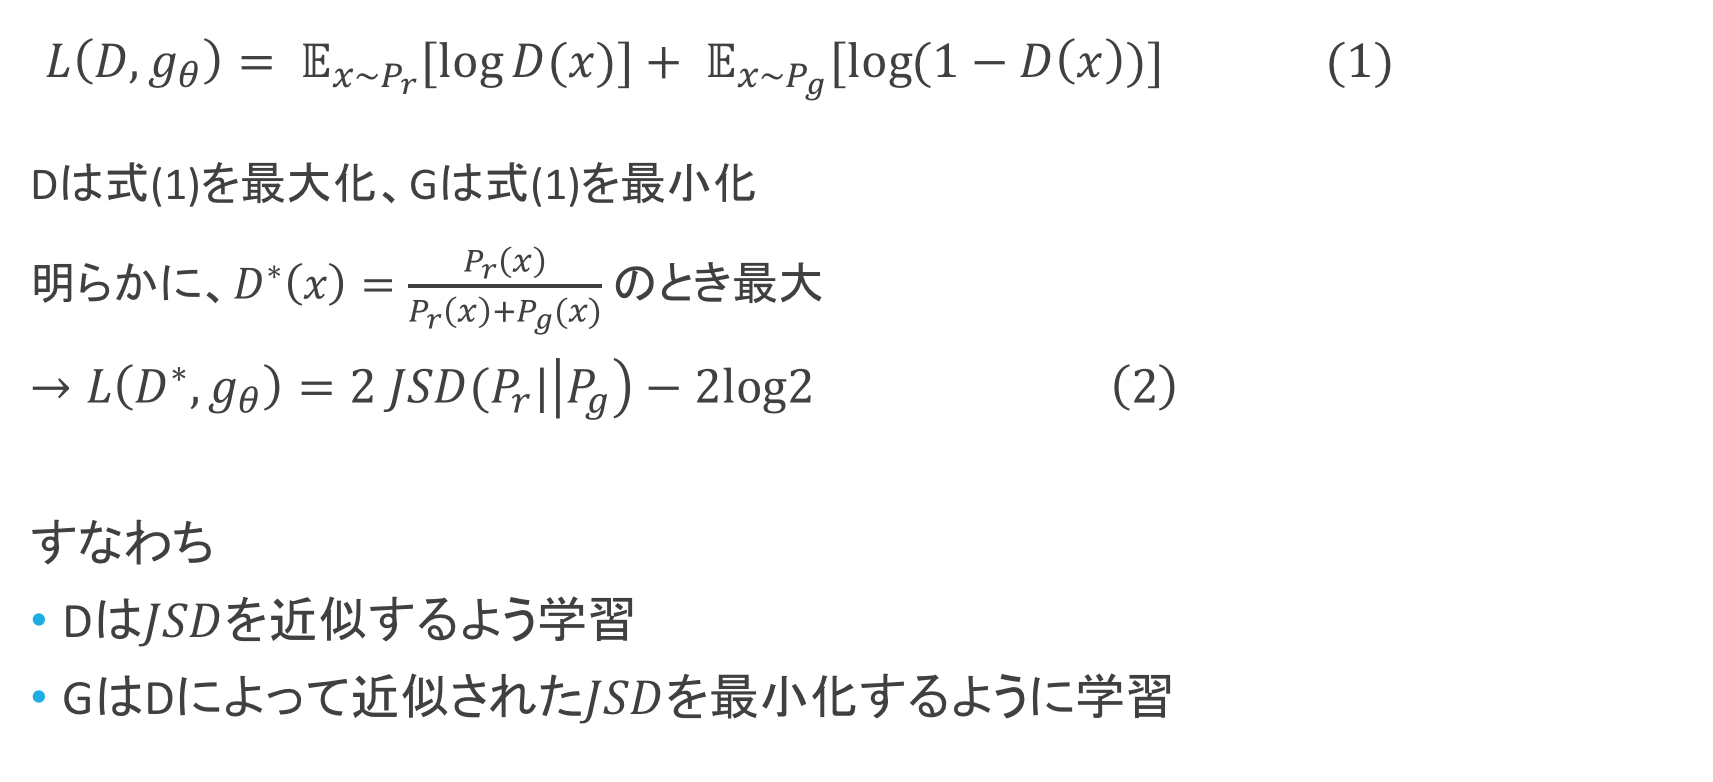 L(D, g_θ) = 𝔼_{x~P_r}[log D(x)] + 𝔼_{x~P_g}[log(1 − D(x))] (1)
Dは式(1)を最大化、Gは式(1)を最小化
明らかに、D*(x) = P_r(x) / P_r(x)+P_g(x) のとき最大
→ L(D*, g_θ) = 2 JSD(P_r||P_g) − 2log2 (2)
すなわち
• DはJSDを近似するよう学習
• GはDによって近似されたJSDを最小化するように学習